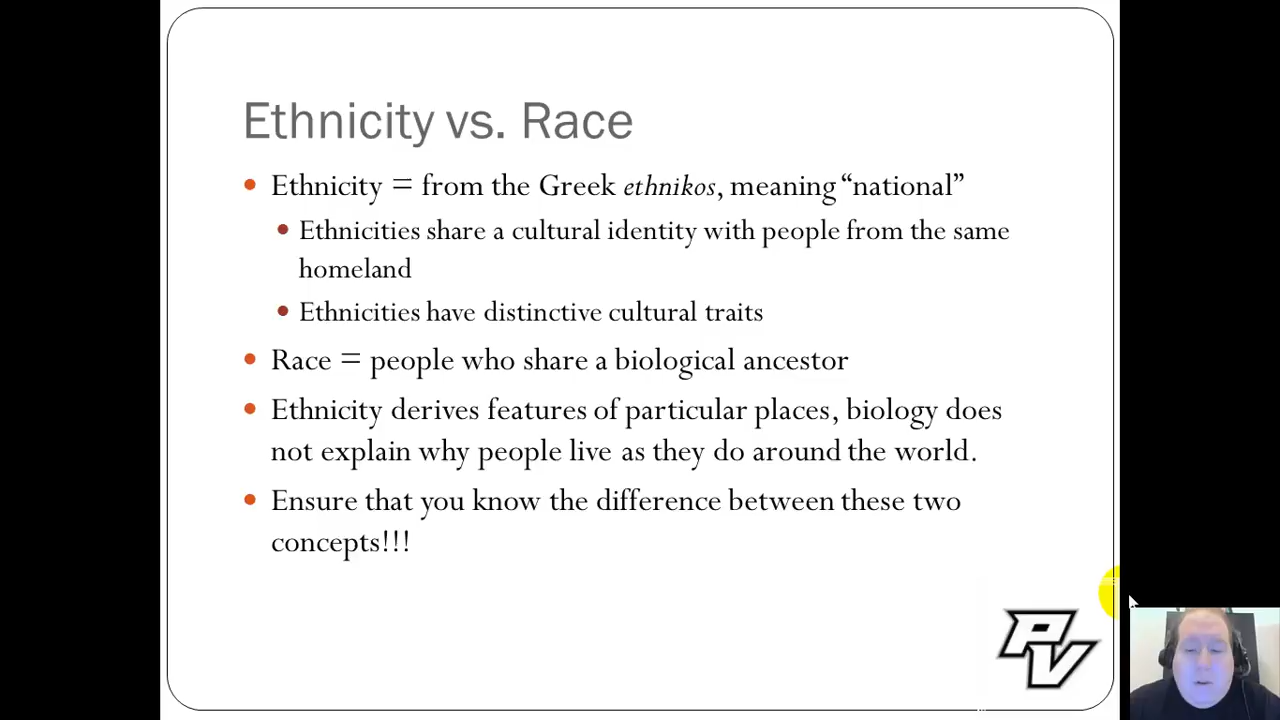 Ethnicity vs. Race
Ethnicity = from the Greek ethnikos, meaning “national”
Ethnicities share a cultural identity with people from the same
homeland
Ethnicities have distinctive cultural traits
Race = people who share a biological ancestor
Ethnicity derives features of particular places, biology does
not explain why people live as they do around the world.
Ensure that you know the difference between these two
concepts!!!
PV